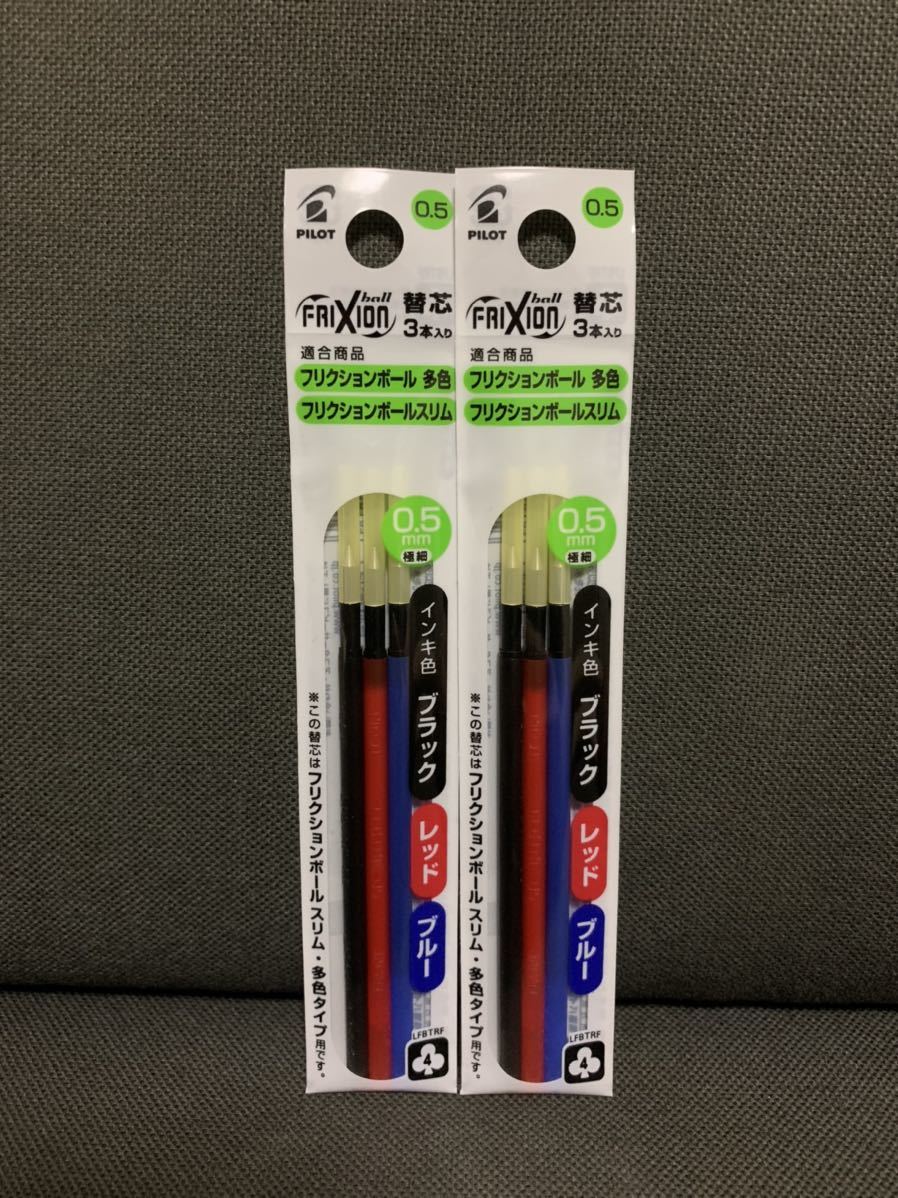 PILOT
0.5
FRIXION ball
替芯
3本入り
適合商品
フリクションボール 多色
フリクションボールスリム
0.5
mm
極細
インキ色 ブラック
レッド
ブルー
※この替芯はフリクションボール スリム・多色タイプ用です。
LFBTRF
4
PILOT
0.5
FRIXION ball
替芯
3本入り
適合商品
フリクションボール 多色
フリクションボールスリム
0.5
mm
極細
インキ色 ブラック
レッド
ブルー
※この替芯はフリクションボール スリム・多色タイプ用です。
LFBTRF
4